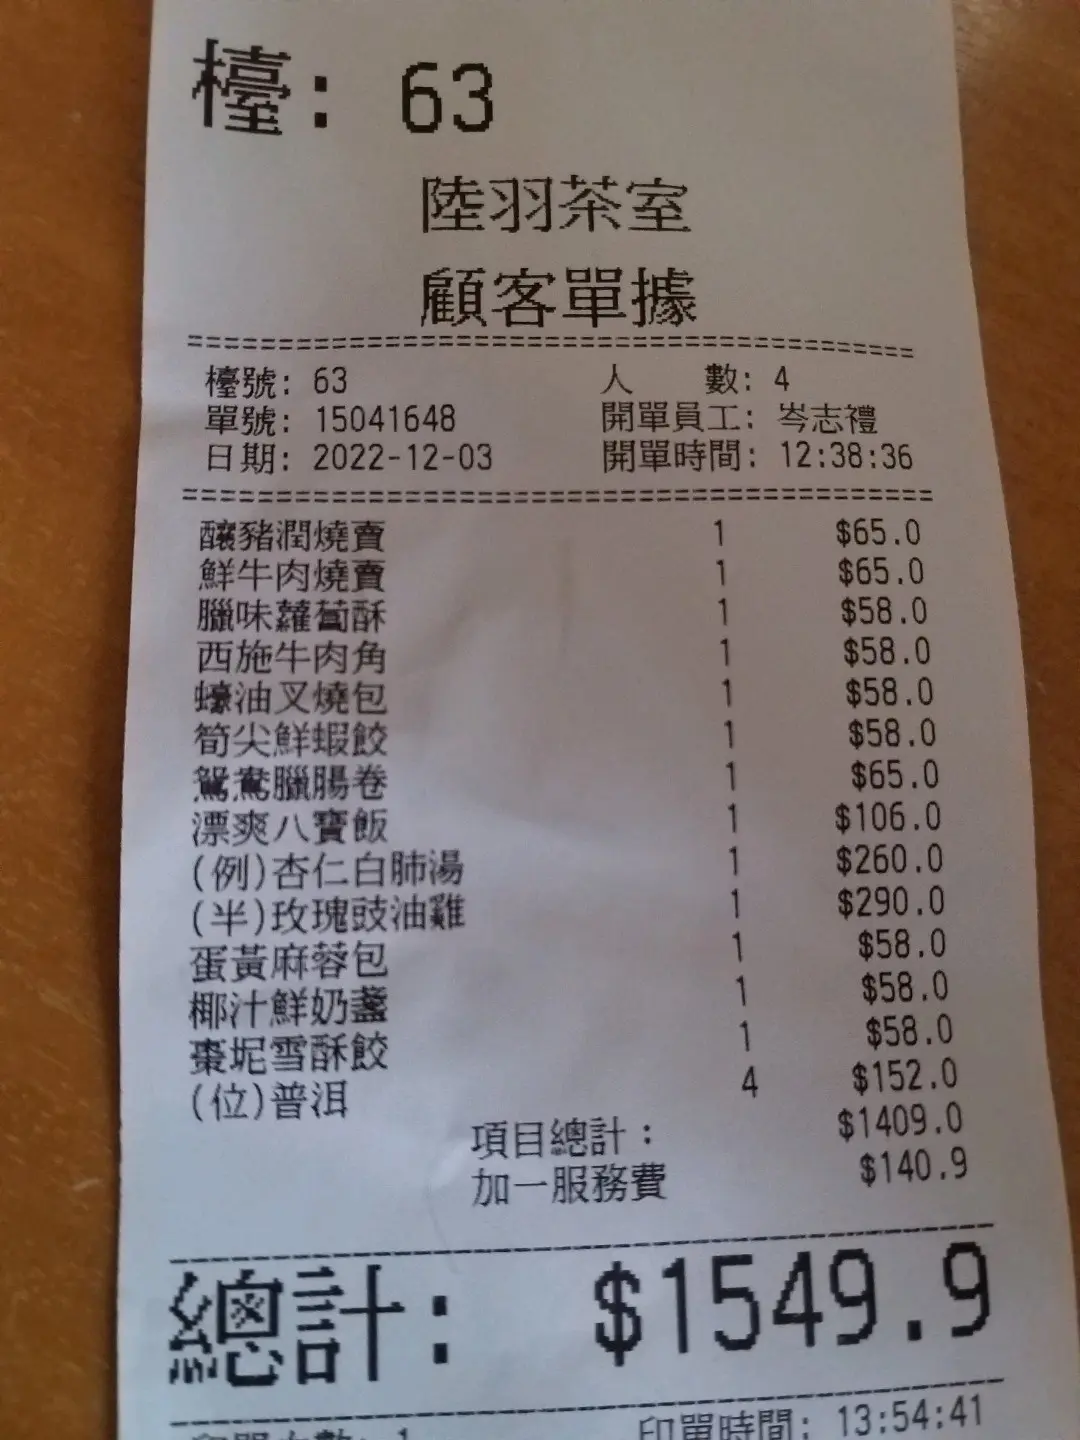 檯: 63
陸羽茶室
顧客單據
檯號: 63 人 數: 4
單號: 15041648 開單員工: 岑志禮
日期: 2022-12-03 開單時間: 12:38:36
釀豬潤燒賣 1 $65.0
鮮牛肉燒賣 1 $65.0
臘味蘿蔔酥 1 $58.0
西施牛肉角 1 $58.0
蠔油叉燒包 1 $58.0
筍尖鮮蝦餃 1 $58.0
鴛鴦臘腸卷 1 $65.0
漂爽八寶飯 1 $106.0
(例)杏仁白肺湯 1 $260.0
(半)玫瑰豉油雞 1 $290.0
蛋黃麻蓉包 1 $58.0
椰汁鮮奶盞 1 $58.0
棗坭雪酥餃 1 $58.0
(位)普洱 4 $152.0
項目總計: $1409.0
加一服務費 $140.9
總計: $1549.9
印單次數: 1 印單時間: 13:54:41